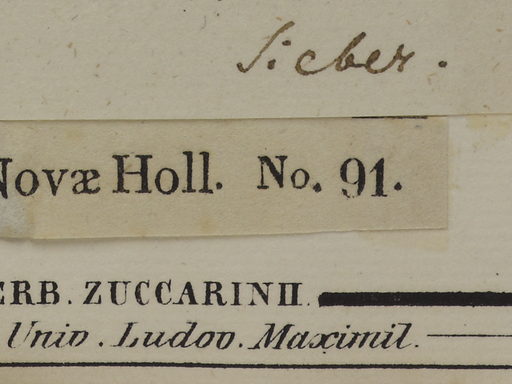 Sieber.
Novæ Holl. No. 91.
ERB. ZUCCARINII.
Univ. Ludov. Maximil.